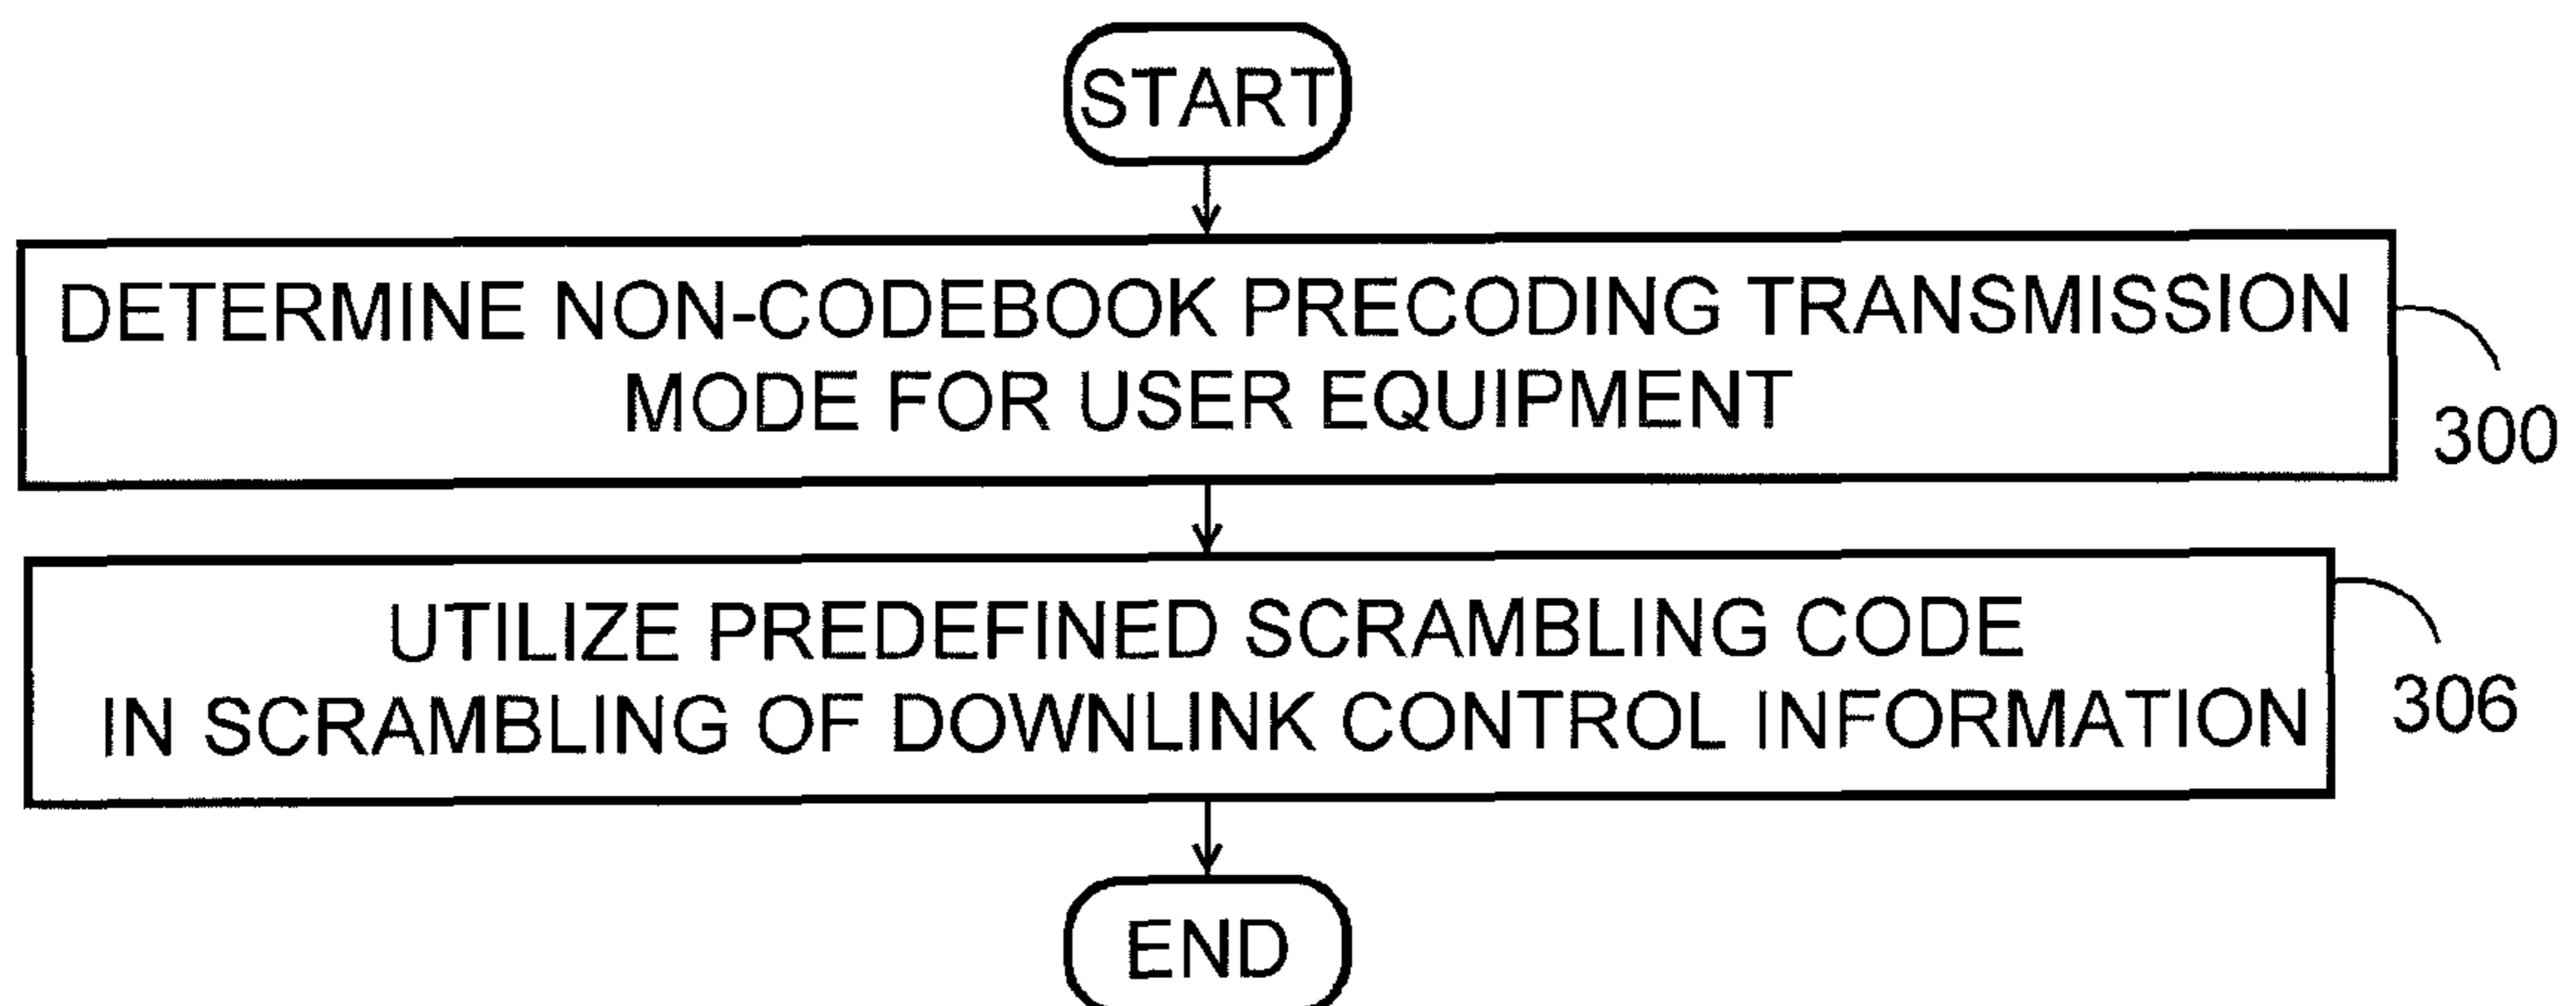 START
DETERMINE NON-CODEBOOK PRECODING TRANSMISSION
MODE FOR USER EQUIPMENT
300
UTILIZE PREDEFINED SCRAMBLING CODE
IN SCRAMBLING OF DOWNLINK CONTROL INFORMATION
306
END